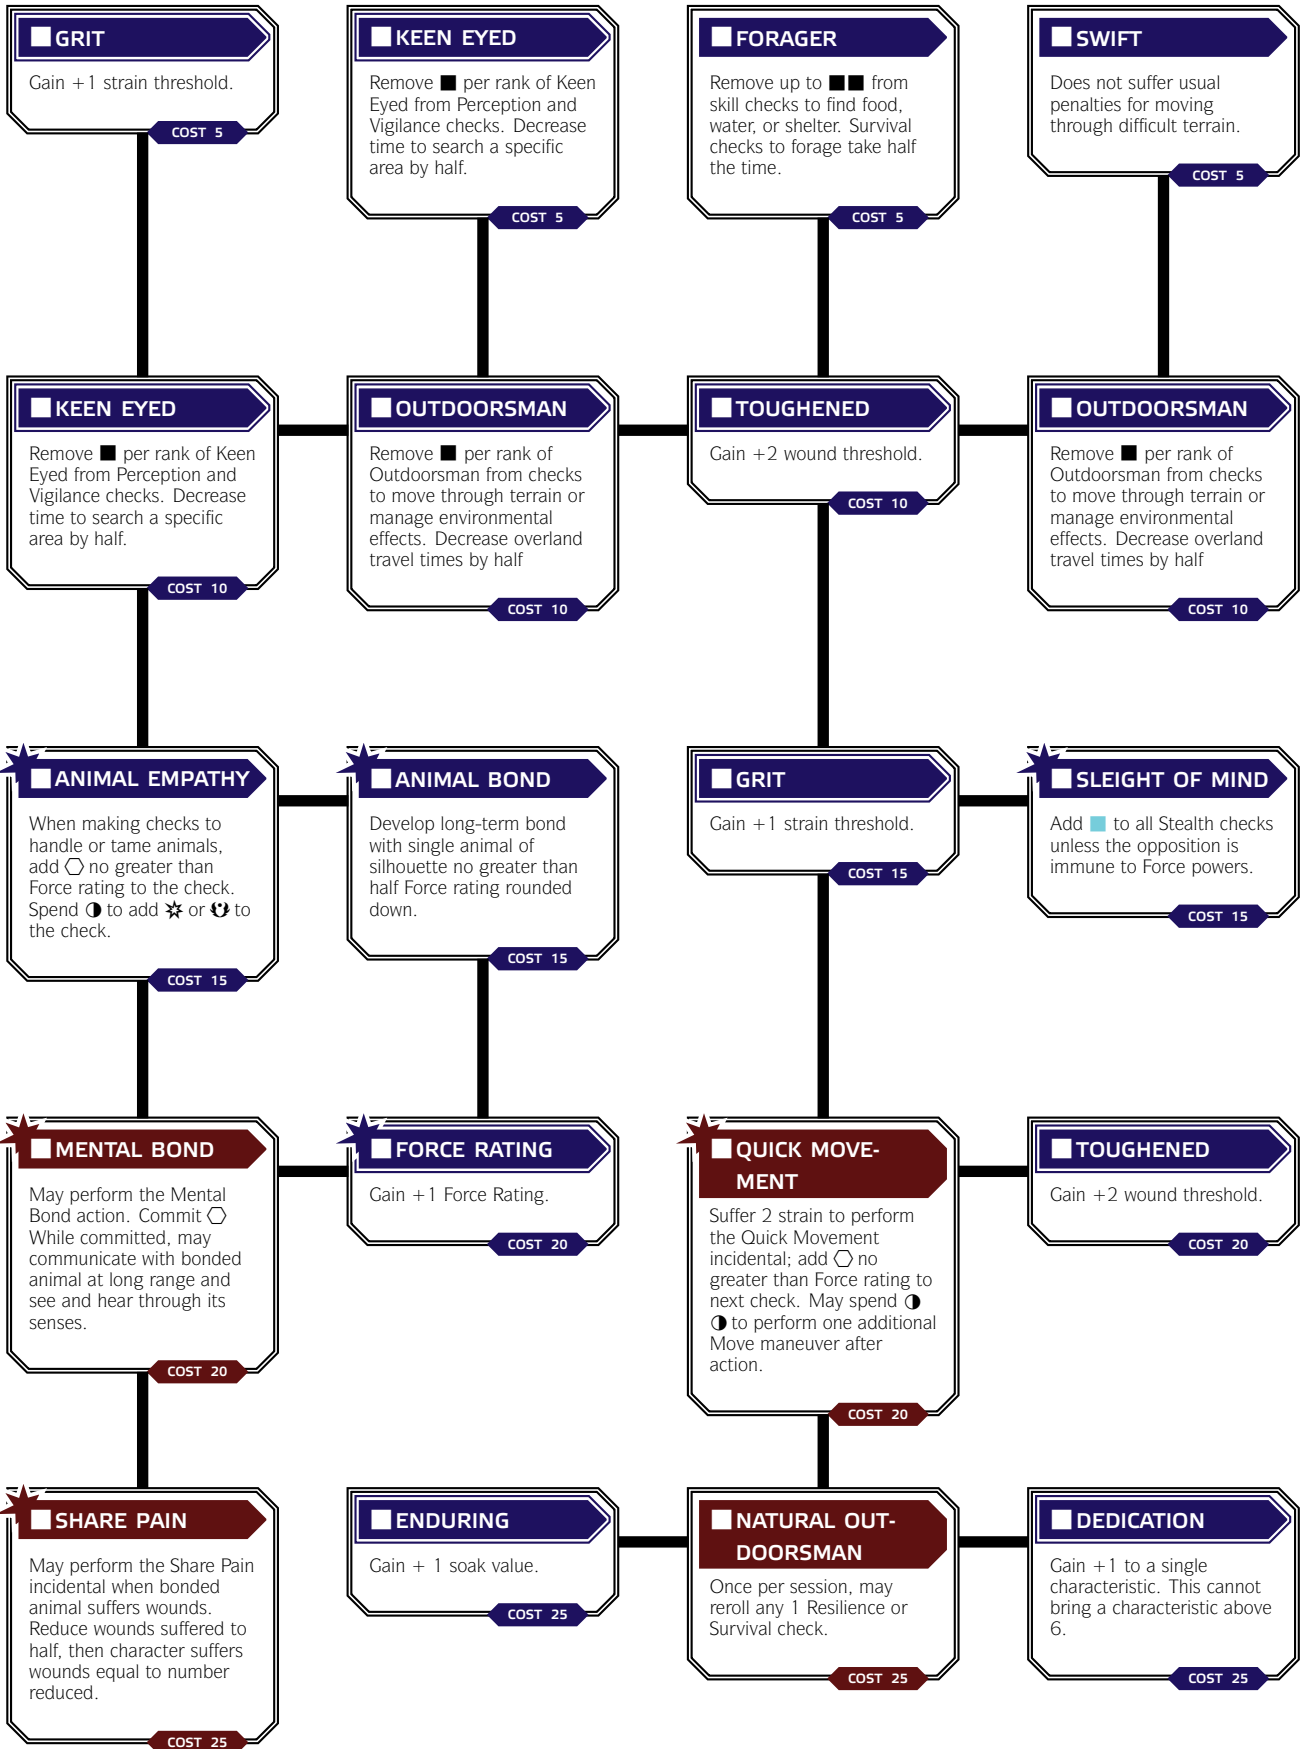 GRIT
Gain +1 strain threshold.
COST 5
KEEN EYED
Remove ■ per rank of Keen
Eyed from Perception and
Vigilance checks. Decrease
time to search a specific
area by half.
COST 5
FORAGER
Remove up to ■■ from
skill checks to find food,
water, or shelter. Survival
checks to forage take half
the time.
COST 5
SWIFT
Does not suffer usual
penalties for moving
through difficult terrain.
COST 5
KEEN EYED
Remove ■ per rank of Keen
Eyed from Perception and
Vigilance checks. Decrease
time to search a specific
area by half.
COST 10
OUTDOORSMAN
Remove ■ per rank of
Outdoorsman from checks
to move through terrain or
manage environmental
effects. Decrease overland
travel times by half
COST 10
TOUGHENED
Gain +2 wound threshold.
COST 10
OUTDOORSMAN
Remove ■ per rank of
Outdoorsman from checks
to move through terrain or
manage environmental
effects. Decrease overland
travel times by half
COST 10
ANIMAL EMPATHY
When making checks to
handle or tame animals,
add ⬡ no greater than
Force rating to the check.
Spend ◑ to add or to
the check.
COST 15
ANIMAL BOND
Develop long-term bond
with single animal of
silhouette no greater than
half Force rating rounded
down.
COST 15
GRIT
Gain +1 strain threshold.
COST 15
SLEIGHT OF MIND
Add ■ to all Stealth checks
unless the opposition is
immune to Force powers.
COST 15
MENTAL BOND
May perform the Mental
Bond action. Commit ⬡
While committed, may
communicate with bonded
animal at long range and
see and hear through its
senses.
COST 20
FORCE RATING
Gain +1 Force Rating.
COST 20
QUICK MOVE-
MENT
Suffer 2 strain to perform
the Quick Movement
incidental; add ⬡ no
greater than Force rating to
next check. May spend ◑
◑ to perform one additional
Move maneuver after
action.
COST 20
TOUGHENED
Gain +2 wound threshold.
COST 20
SHARE PAIN
May perform the Share Pain
incidental when bonded
animal suffers wounds.
Reduce wounds suffered to
half, then character suffers
wounds equal to number
reduced.
COST 25
ENDURING
Gain + 1 soak value.
COST 25
NATURAL OUT-
DOORSMAN
Once per session, may
reroll any 1 Resilience or
Survival check.
COST 25
DEDICATION
Gain +1 to a single
characteristic. This cannot
bring a characteristic above
6.
COST 25